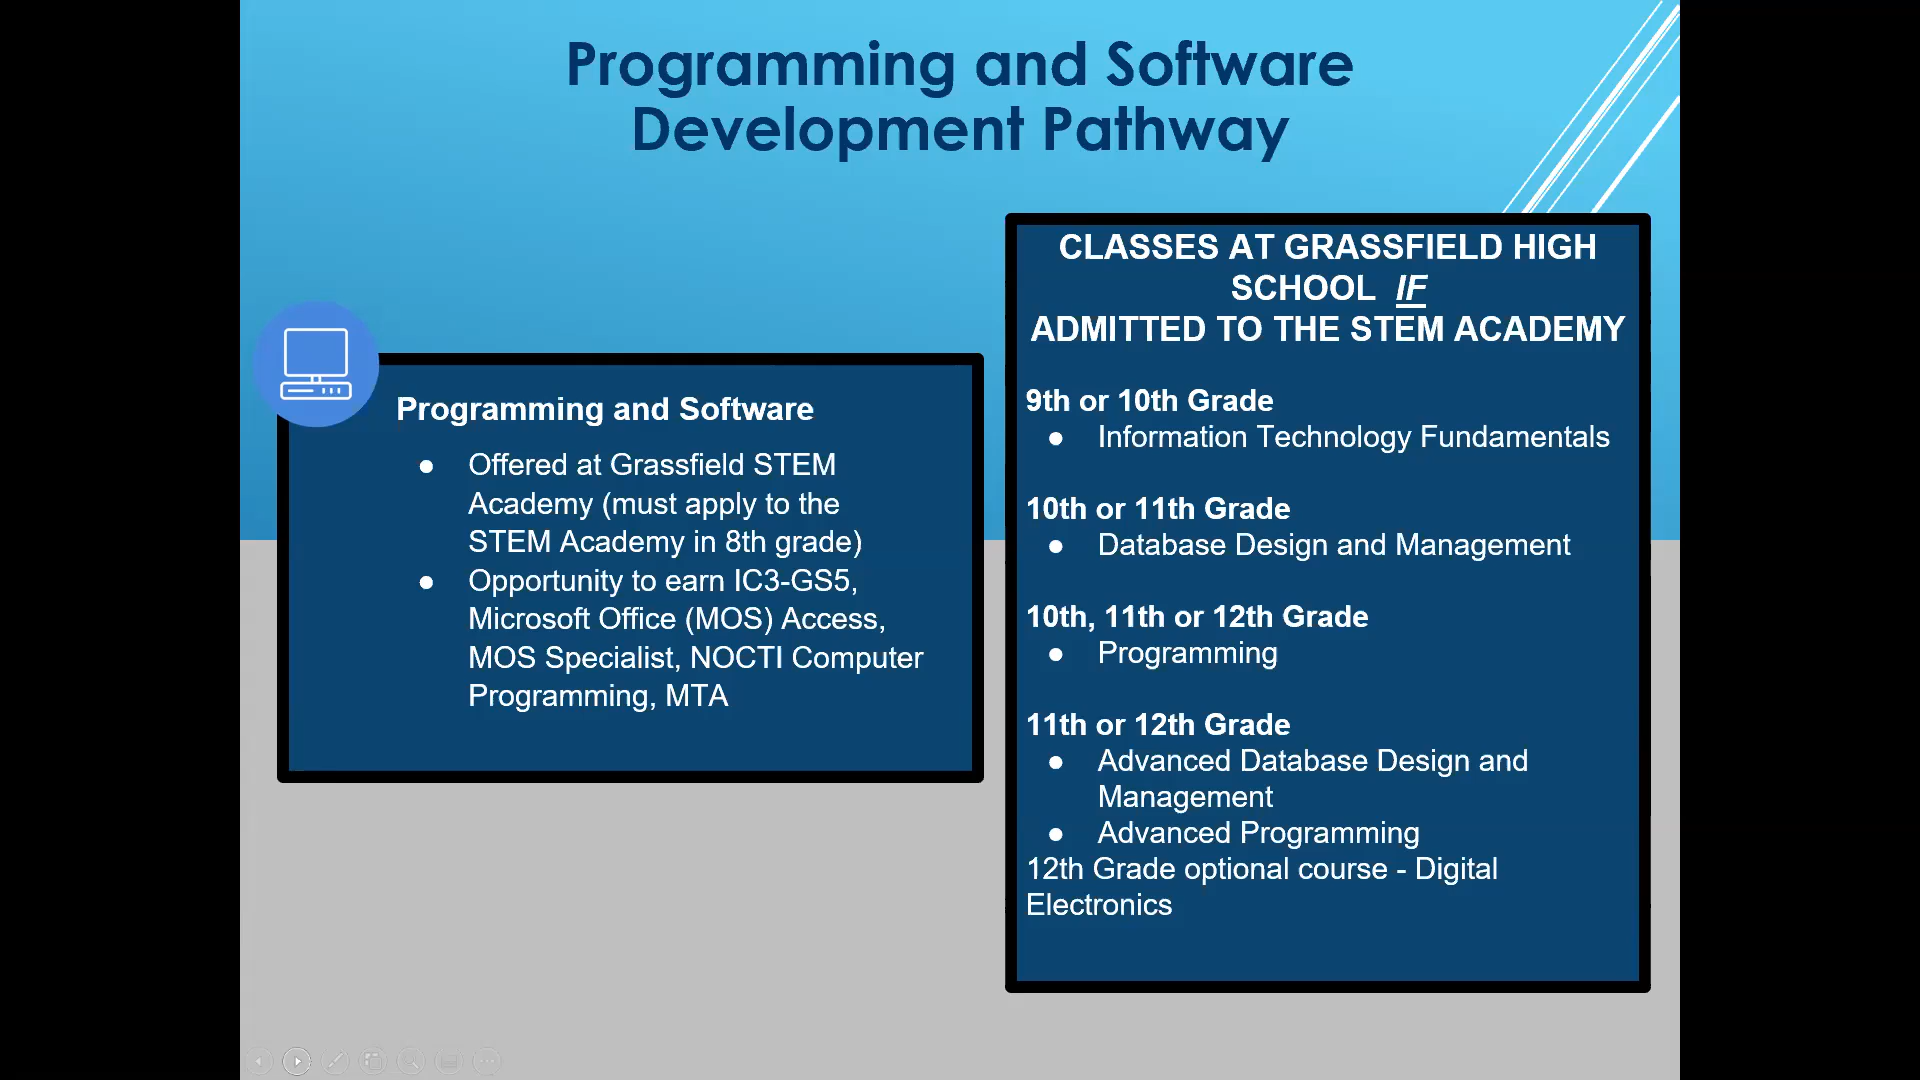 Programming and Software
Development Pathway
Programming and Software
● Offered at Grassfield STEM
Academy (must apply to the
STEM Academy in 8th grade)
● Opportunity to earn IC3-GS5,
Microsoft Office (MOS) Access,
MOS Specialist, NOCTI Computer
Programming, MTA
CLASSES AT GRASSFIELD HIGH
SCHOOL IF
ADMITTED TO THE STEM ACADEMY
9th or 10th Grade
● Information Technology Fundamentals
10th or 11th Grade
● Database Design and Management
10th, 11th or 12th Grade
● Programming
11th or 12th Grade
● Advanced Database Design and
Management
● Advanced Programming
12th Grade optional course - Digital
Electronics